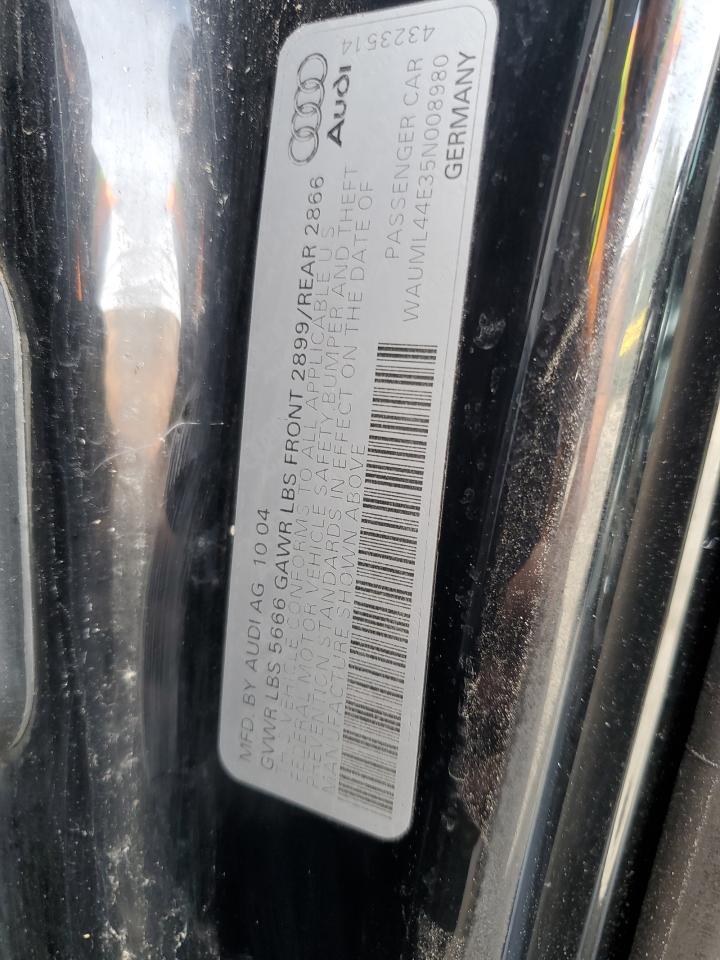 MFD. BY AUDI AG 10 04
GVWR LBS 5666 GAWR LBS FRONT 2899/REAR 2866
THIS VEHICLE CONFORMS TO ALL APPLICABLE U S
FEDERAL MOTOR VEHICLE SAFETY, BUMPER AND THEFT
PREVENTION STANDARDS IN EFFECT ON THE DATE OF
MANUFACTURE SHOWN ABOVE
Audi
PASSENGER CAR
WAUML44E35N008980
GERMANY
4323514